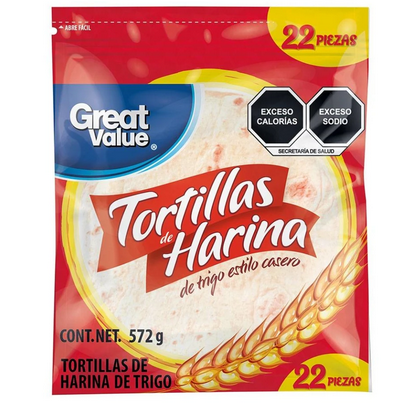 ABRE FÁCIL
22 PIEZAS
Great
Value®
EXCESO
CALORÍAS
EXCESO
SODIO
SECRETARÍA DE SALUD
Tortillas
de Harina
de trigo estilo casero
CONT.NET. 572g
TORTILLAS DE
HARINA DE TRIGO
22 PIEZAS